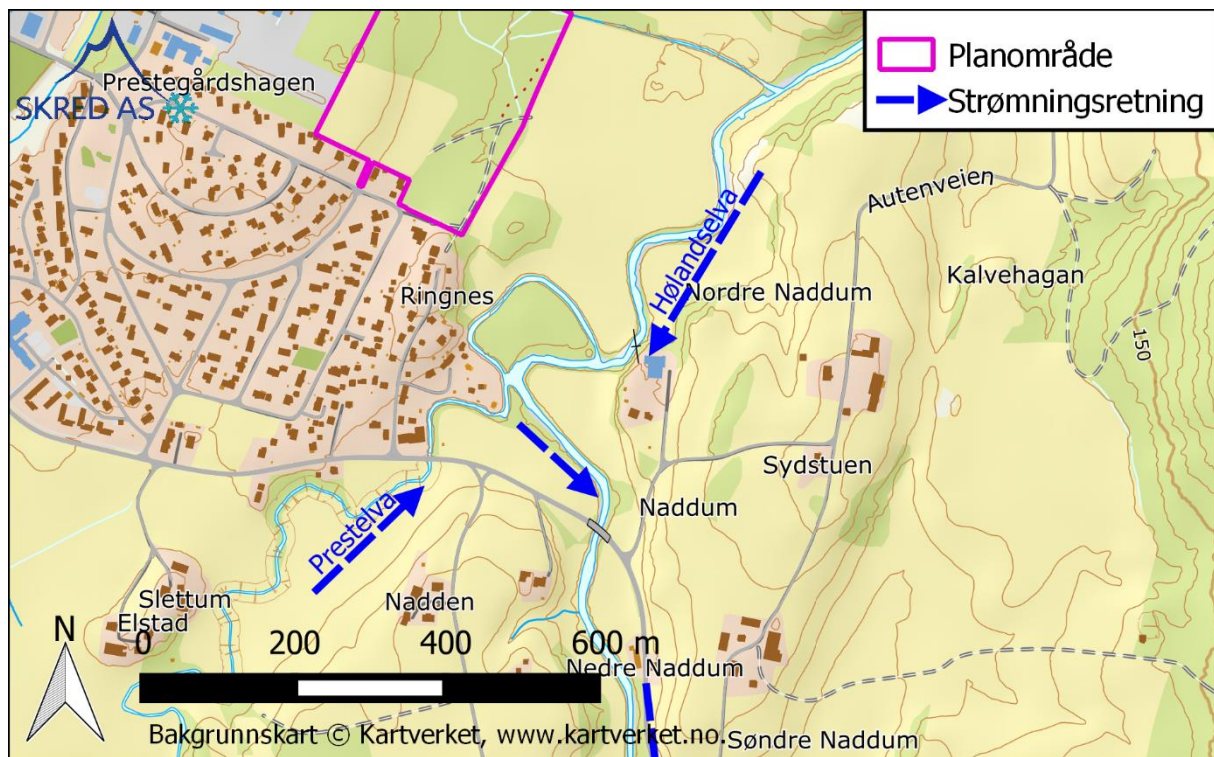 Prestegårdshagen
SKRED AS
Planområde
Strømningsretning
Autenveien
Hølandselva
Kalvehagan
Ringnes
Nordre Naddum
150
Sydstuen
Prestelva
Naddum
Slettum
Nadden
Elstad
N
0 200 400 600 m
Nedre Naddum
Bakgrunnskart © Kartverket, www.kartverket.no.
Søndre Naddum